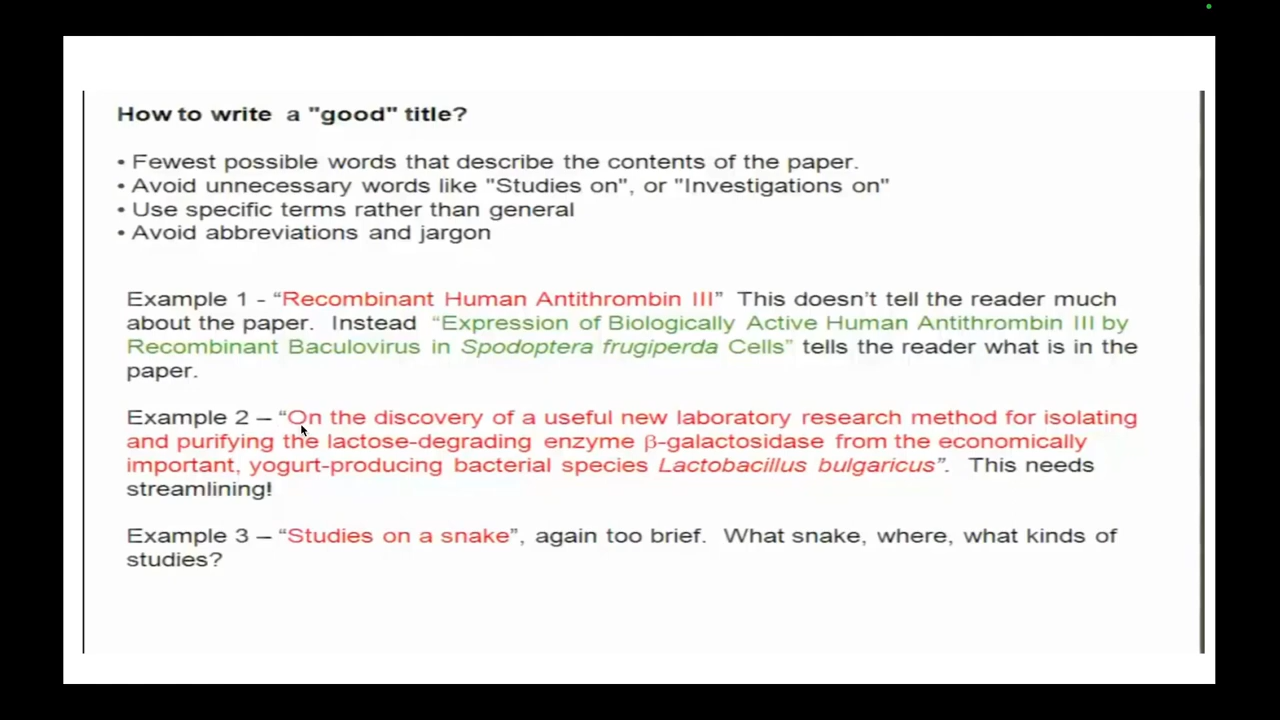 How to write a "good" title?
• Fewest possible words that describe the contents of the paper.
• Avoid unnecessary words like "Studies on", or "Investigations on"
• Use specific terms rather than general
• Avoid abbreviations and jargon
Example 1 - “Recombinant Human Antithrombin III” This doesn’t tell the reader much
about the paper. Instead “Expression of Biologically Active Human Antithrombin III by
Recombinant Baculovirus in Spodoptera frugiperda Cells” tells the reader what is in the
paper.
Example 2 – “On the discovery of a useful new laboratory research method for isolating
and purifying the lactose-degrading enzyme β-galactosidase from the economically
important, yogurt-producing bacterial species Lactobacillus bulgaricus”. This needs
streamlining!
Example 3 – “Studies on a snake”, again too brief. What snake, where, what kinds of
studies?